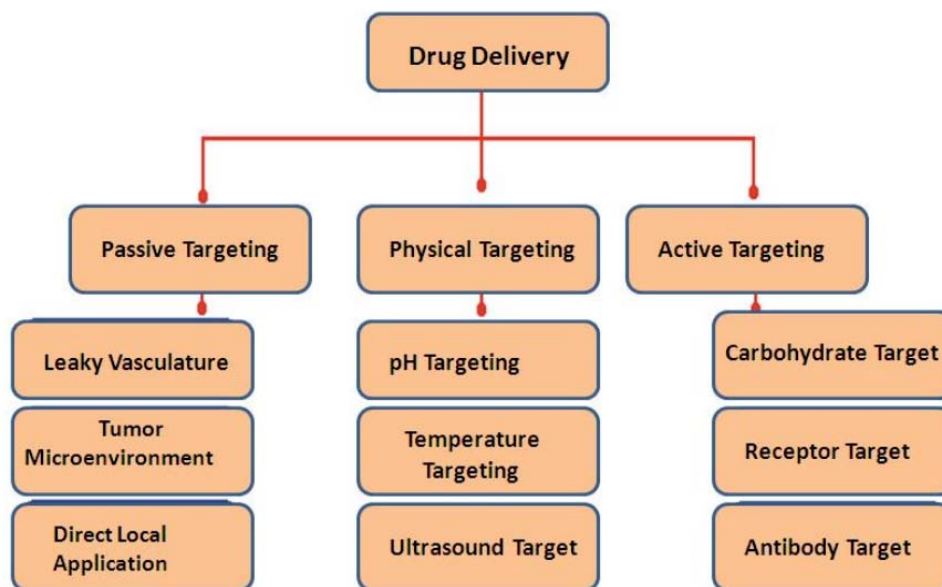 Drug Delivery
Passive Targeting
Physical Targeting
Active Targeting
Leaky Vasculature
pH Targeting
Carbohydrate Target
Tumor
Microenvironment
Temperature
Targeting
Receptor Target
Direct Local
Application
Ultrasound Target
Antibody Target